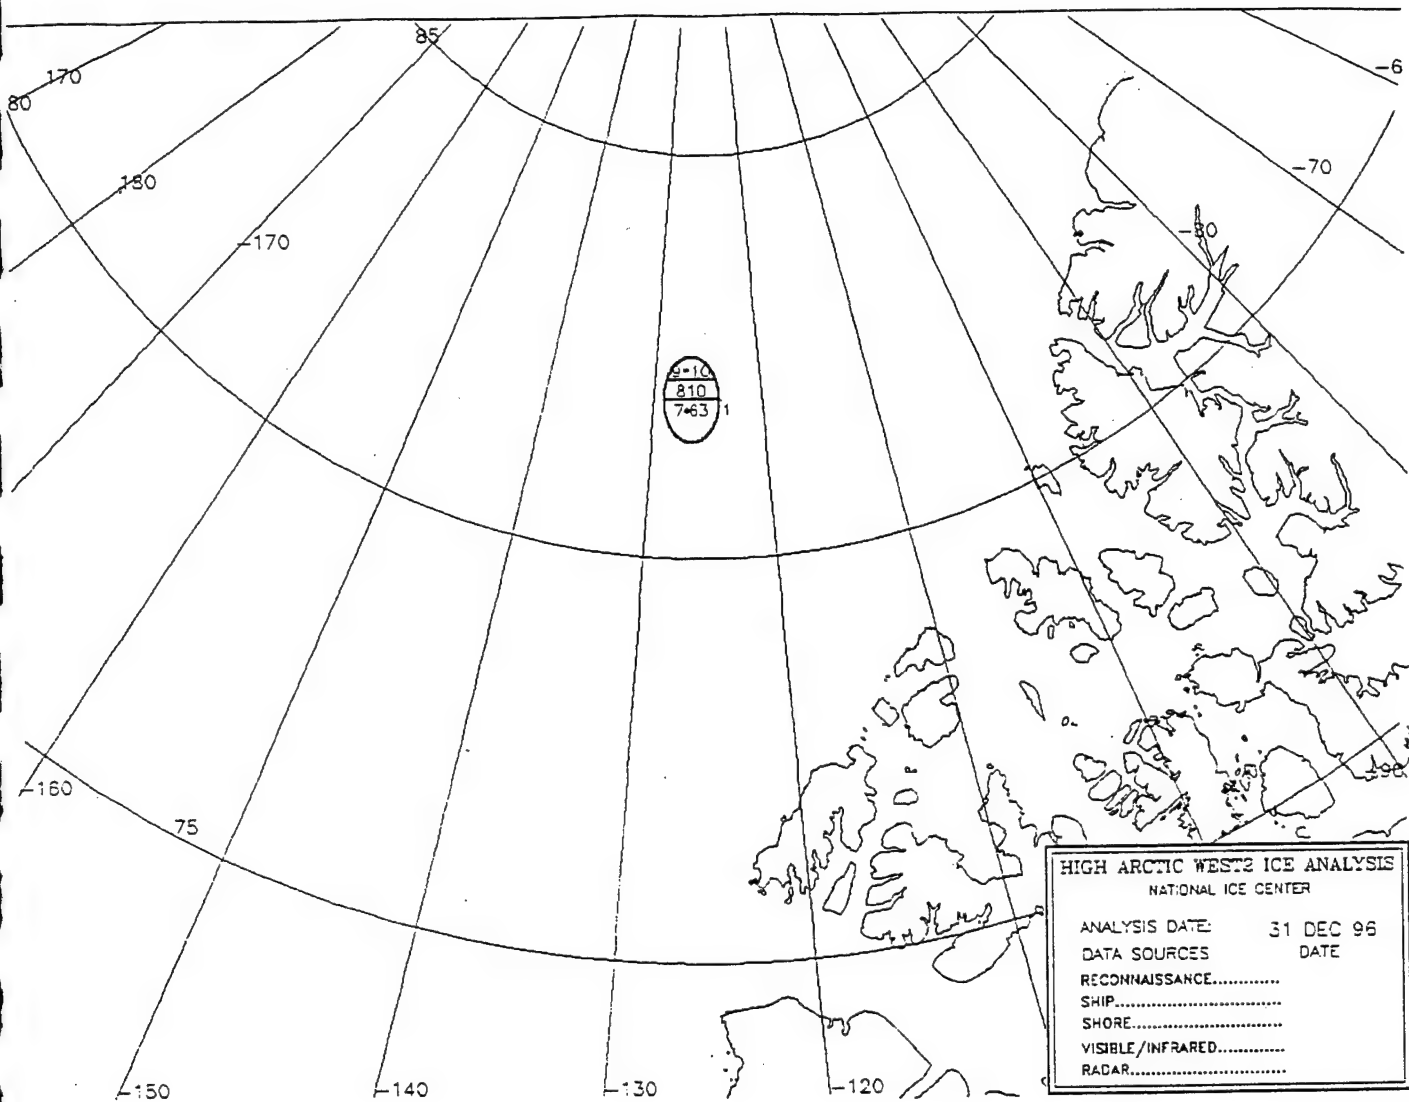 85
170
80
-6
180
-70
-170
-80
9-10
810
7•63 1
-160
-90
75
C
HIGH ARCTIC WEST2 ICE ANALYSIS
NATIONAL ICE CENTER
ANALYSIS DATE: 31 DEC 96
DATA SOURCES DATE
RECONNAISSANCE.............
SHIP................................
SHORE.............................
VISIBLE/INFRARED.............
RADAR..............................
-150
-140
-130
-120